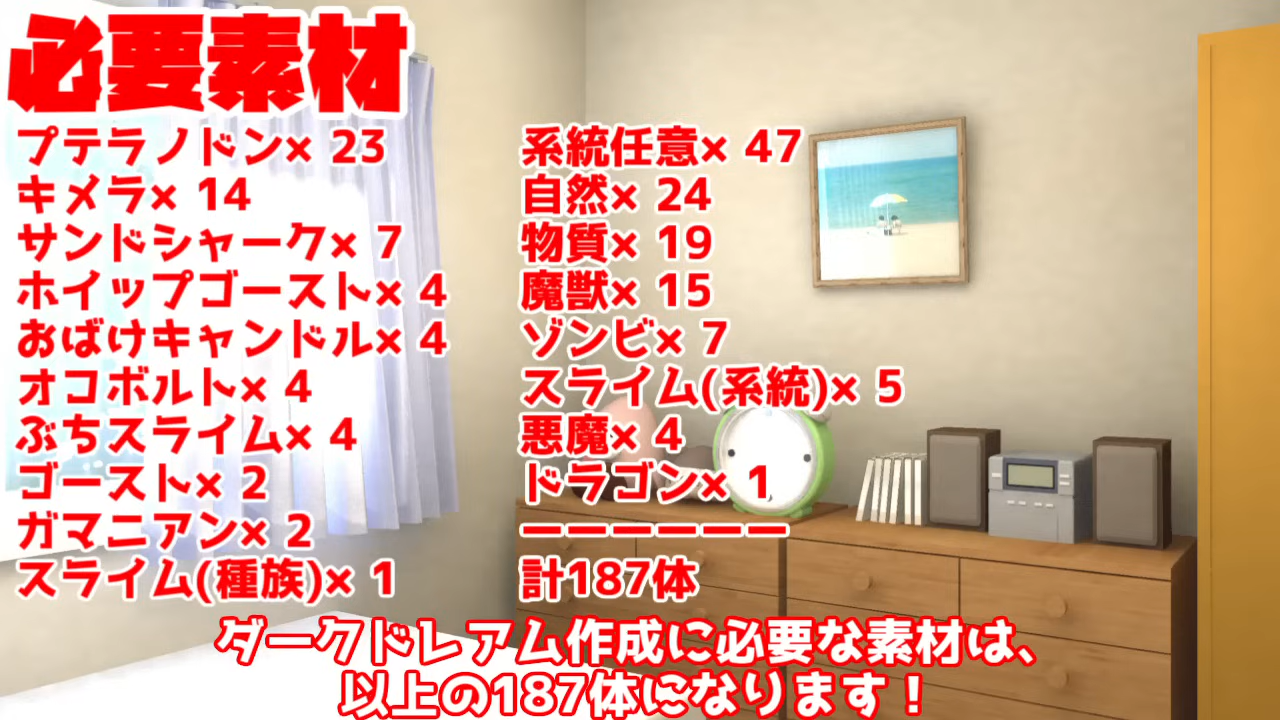 必要素材
プテラノドン× 23
キメラ× 14
サンドシャーク× 7
ホイップゴースト× 4
おばけキャンドル× 4
オコボルト× 4
ぶちスライム× 4
ゴースト× 2
ガマニアン× 2
スライム(種族)× 1
系統任意× 47
自然× 24
物質× 19
魔獣× 15
ゾンビ× 7
スライム(系統)× 5
悪魔× 4
ドラゴン× 1
ーーーーーー
計187体
ダークドレアム作成に必要な素材は、
以上の187体になります！